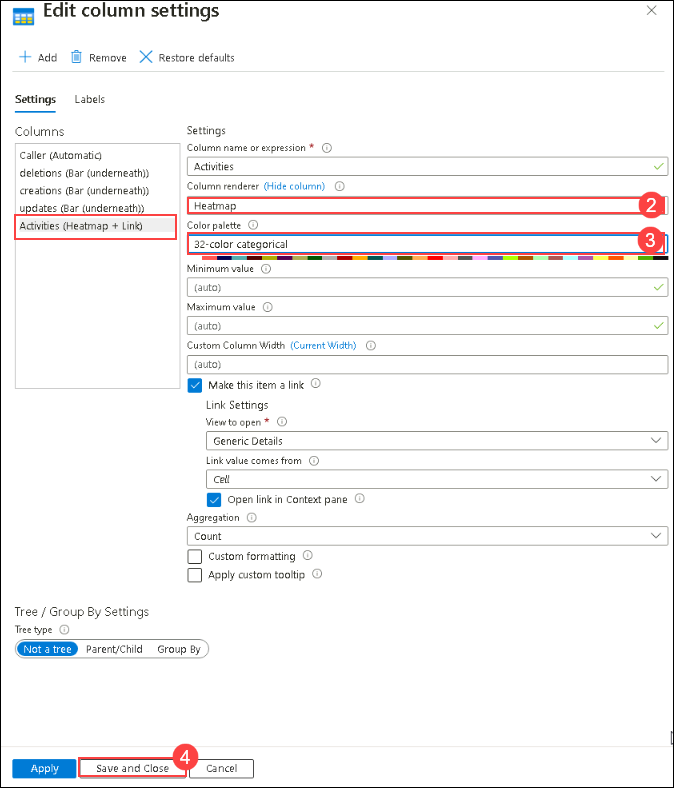 Edit column settings
Add
Remove
Restore defaults
Settings
Labels
Columns
Caller (Automatic)
deletions (Bar (underneath))
creations (Bar (underneath))
updates (Bar (underneath))
Activities (Heatmap + Link)
Settings
Column name or expression *
Activities
Column renderer (Hide column)
Heatmap
2
Color palette
3
32-color categorical
Minimum value
(auto)
Maximum value
(auto)
Custom Column Width (Current Width)
(auto)
Make this item a link
Link Settings
View to open *
Generic Details
Link value comes from
Cell
Open link in Context pane
Aggregation
Count
Custom formatting
Apply custom tooltip
Tree / Group By Settings
Tree type
Not a tree
Parent/Child
Group By
4
Apply
Save and Close
Cancel